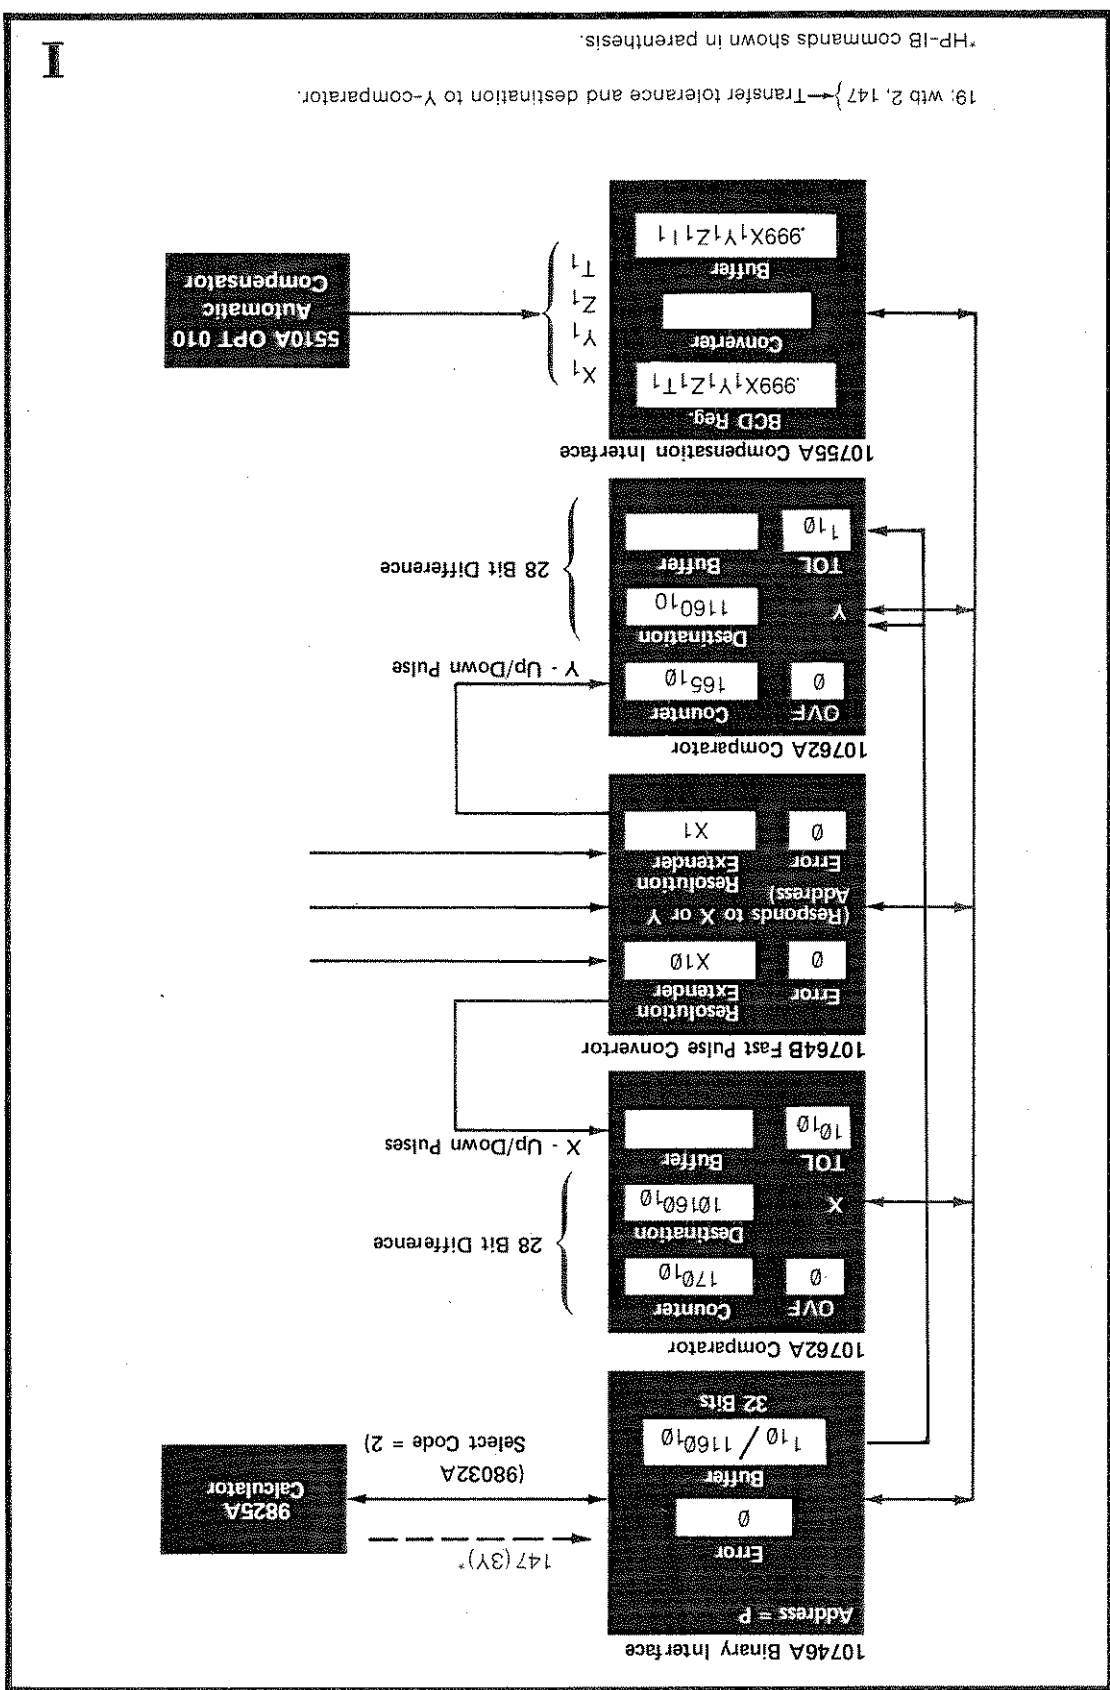 10746A Binary Interface
Address = P
Error
0
Buffer
1₁₀ / 1160₁₀
32 Bits
147 (3Y)*
9825A
Calculator
(98032A
Select Code = 2)
10762A Comparator
OVF
0
Counter
170₁₀
X
Destination
10160₁₀
TOL
10₁₀
Buffer
28 Bit Difference
X - Up/Down Pulses
10764B Fast Pulse Convertor
Error
0
Resolution
Extender
X10
(Responds to X or Y
Address)
Error
0
Resolution
Extender
X1
10762A Comparator
OVF
0
Counter
165₁₀
Y
Destination
1160₁₀
TOL
1₁₀
Buffer
Y - Up/Down Pulse
28 Bit Difference
10755A Compensation Interface
BCD Reg.
.999X₁Y₁Z₁T₁
Converter
Buffer
.999X₁Y₁Z₁T₁
X₁
Y₁
Z₁
T₁
5510A OPT 010
Automatic
Compensator
19: wtb 2, 147}←Transfer tolerance and destination to Y-comparator.
*HP-IB commands shown in parenthesis.
I